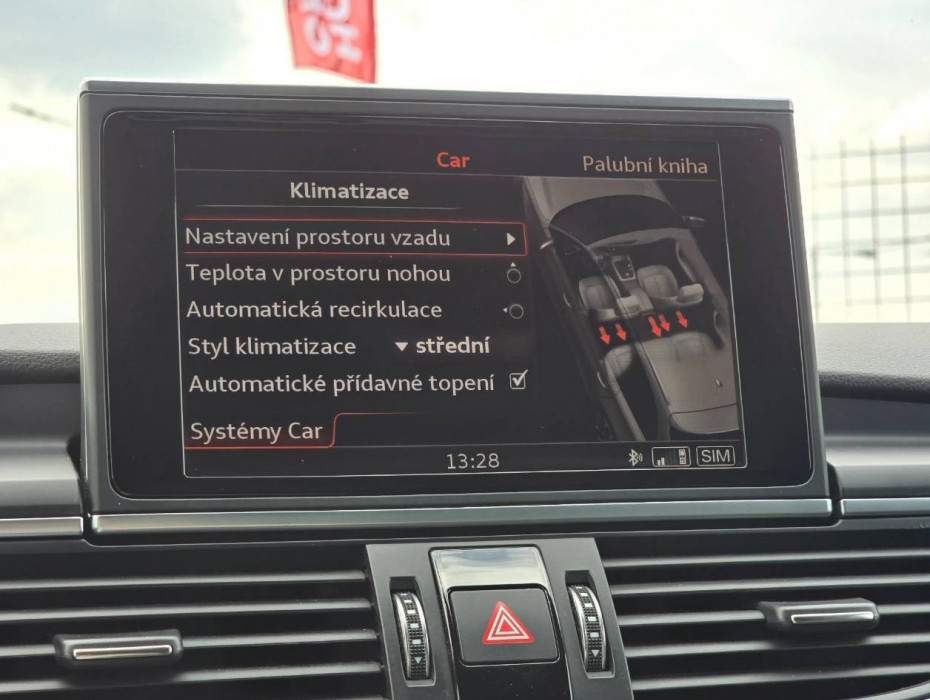 Car
Palubní kniha
Klimatizace
Nastavení prostoru vzadu
Teplota v prostoru nohou
Automatická recirkulace
Styl klimatizace střední
Automatické přídavné topení
Systémy Car
13:28
SIM